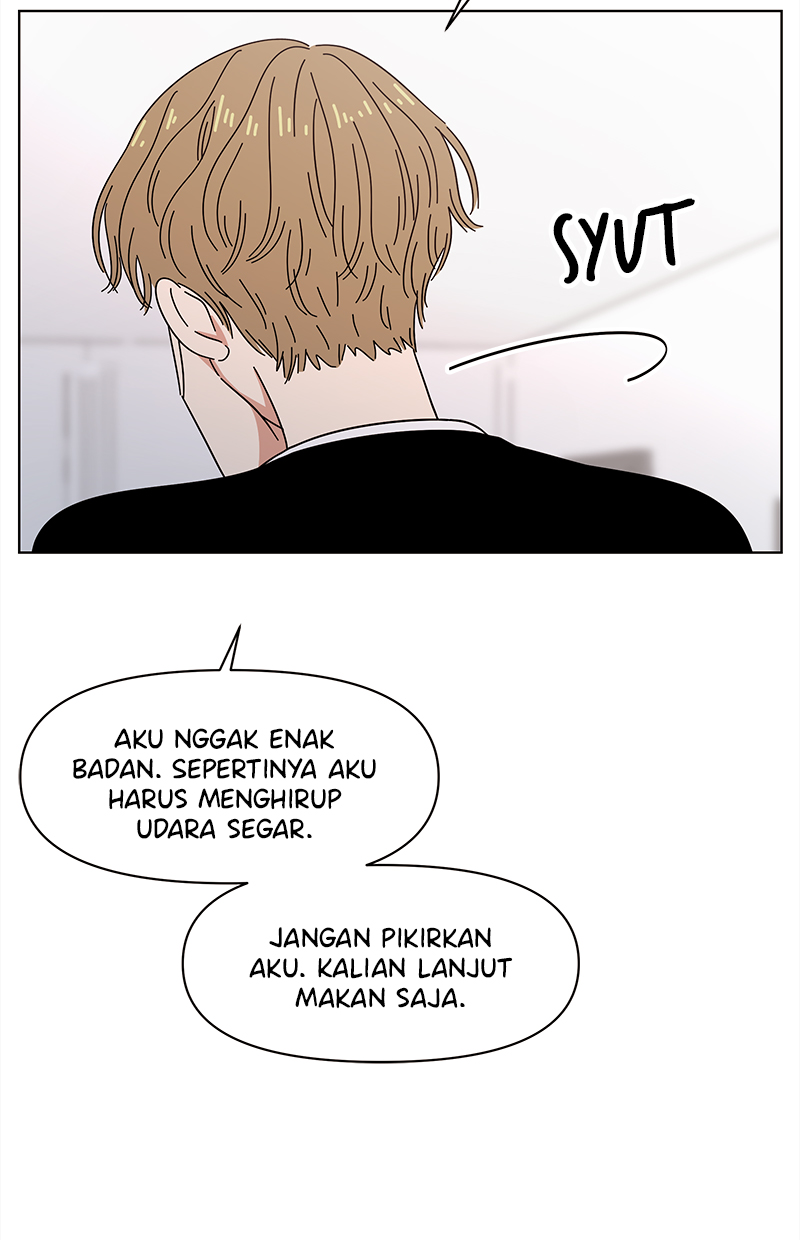 SYUT
AKU NGGAK ENAK
BADAN. SEPERTINYA AKU
HARUS MENGHIRUP
UDARA SEGAR.
JANGAN PIKIRKAN
AKU. KALIAN LANJUT
MAKAN SAJA.